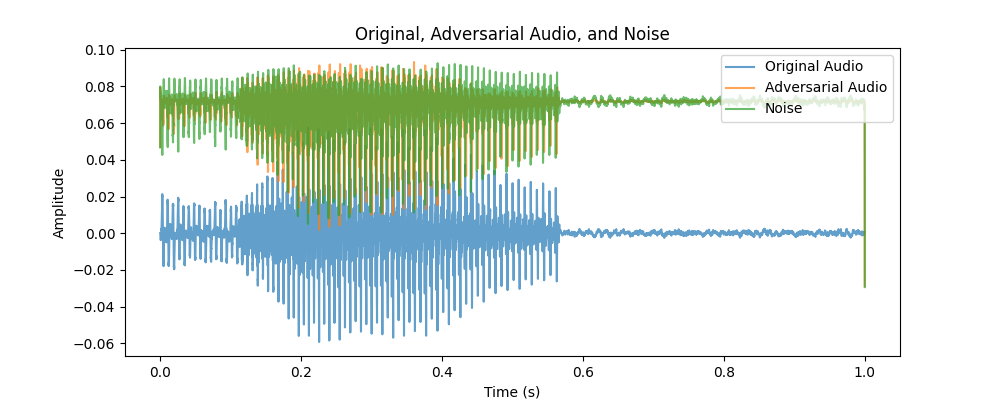 Original, Adversarial Audio, and Noise
Amplitude
0.10
0.08
0.06
0.04
0.02
0.00
−0.02
−0.04
−0.06
Original Audio
Adversarial Audio
Noise
0.0 0.2 0.4 0.6 0.8 1.0
Time (s)